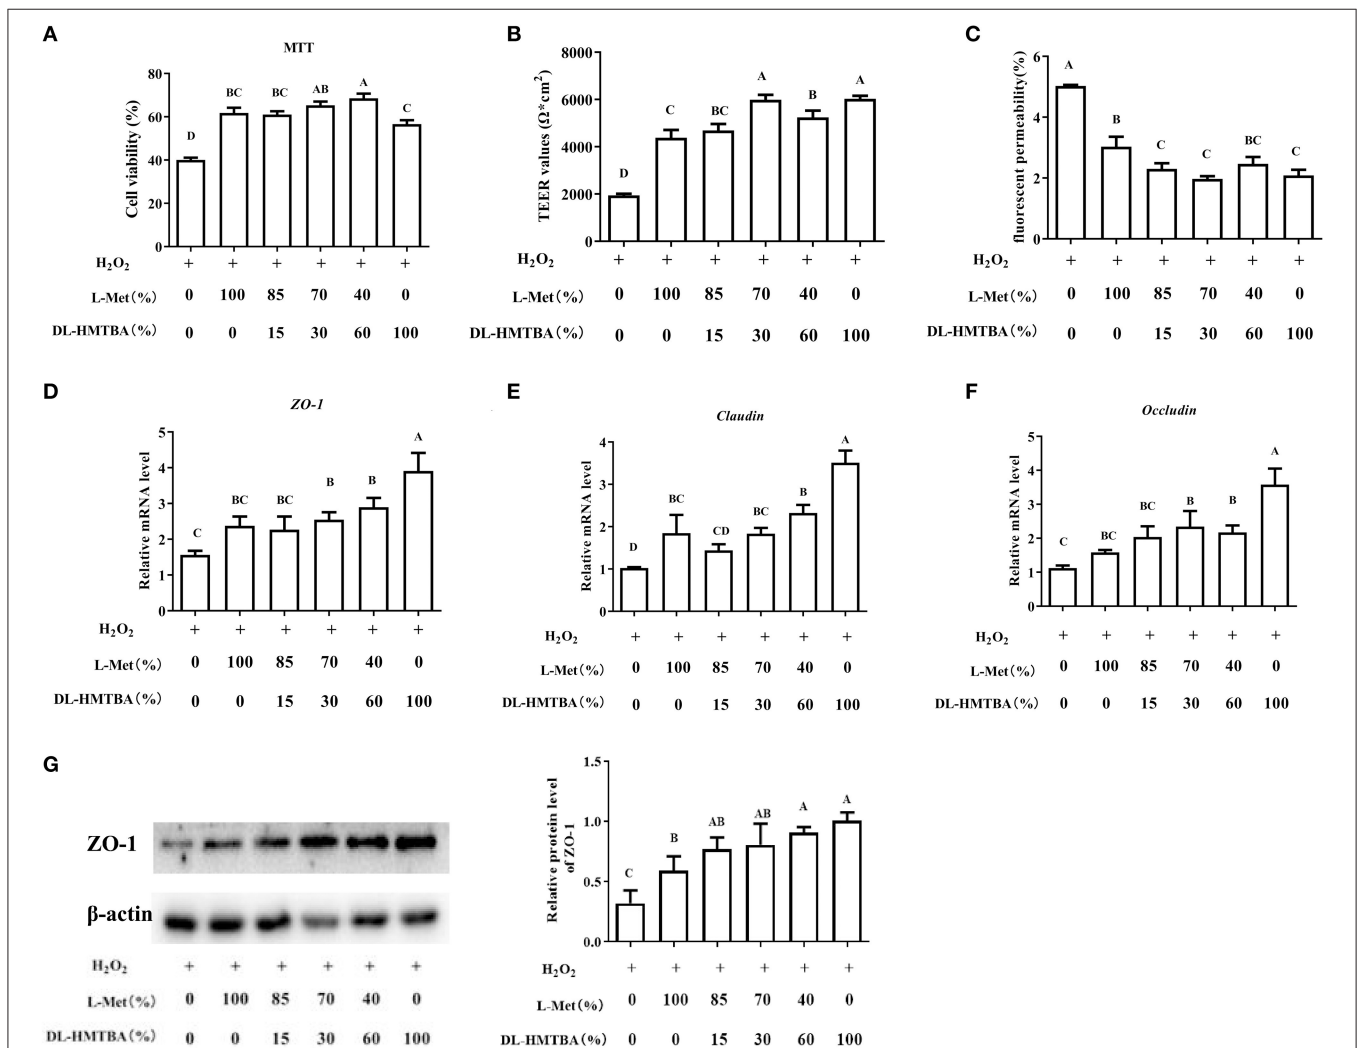 A
MTT
Cell viability (%)
80
60
40
20
0
D
BC
BC
AB
A
C
H₂O₂ + + + + + +
L-Met(%) 0 100 85 70 40 0
DL-HMTBA(%) 0 0 15 30 60 100
B
TEER values (Ω*cm²)
8000
6000
4000
2000
0
D
C
BC
A
B
A
H₂O₂ + + + + + +
L-Met(%) 0 100 85 70 40 0
DL-HMTBA(%) 0 0 15 30 60 100
C
fluorescent permeability(%)
6
4
2
0
A
B
C
C
BC
C
H₂O₂ + + + + + +
L-Met(%) 0 100 85 70 40 0
DL-HMTBA(%) 0 0 15 30 60 100
D
ZO-1
Relative mRNA level
5
4
3
2
1
0
C
BC
BC
B
B
A
H₂O₂ + + + + + +
L-Met(%) 0 100 85 70 40 0
DL-HMTBA(%) 0 0 15 30 60 100
E
Claudin
Relative mRNA level
4
3
2
1
0
D
BC
CD
BC
B
A
H₂O₂ + + + + + +
L-Met(%) 0 100 85 70 40 0
DL-HMTBA(%) 0 0 15 30 60 100
F
Occludin
Relative mRNA level
5
4
3
2
1
0
C
BC
BC
B
B
A
H₂O₂ + + + + + +
L-Met(%) 0 100 85 70 40 0
DL-HMTBA(%) 0 0 15 30 60 100
G
ZO-1
β-actin
H₂O₂ + + + + + +
L-Met(%) 0 100 85 70 40 0
DL-HMTBA(%) 0 0 15 30 60 100
Relative protein level
of ZO-1
1.5
1.0
0.5
0.0
C
B
AB
AB
A
A
H₂O₂ + + + + + +
L-Met(%) 0 100 85 70 40 0
DL-HMTBA(%) 0 0 15 30 60 100